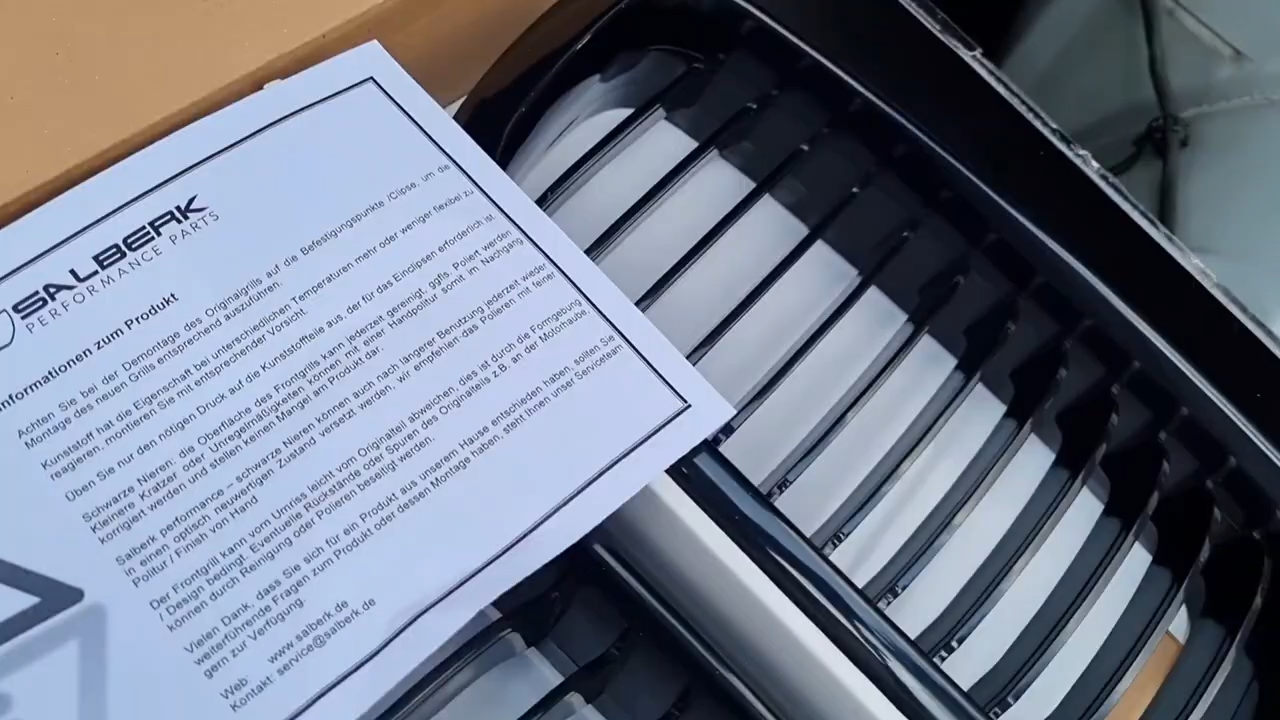 SALBERK
PERFORMANCE PARTS
Informationen zum Produkt
Achten Sie bei der Demontage des Originalgrills auf die Befestigungspunkte /Clipse, um die
Montage des neuen Grills entsprechend auszuführen.
Kunststoff hat die Eigenschaft bei unterschiedlichen Temperaturen mehr oder weniger flexibel zu
reagieren, montieren Sie mit entsprechender Vorsicht.
Üben Sie nur den nötigen Druck auf die Kunststoffteile aus, der für das Einclipsen erforderlich ist.
Schwarze Nieren: die Oberfläche des Frontgrills kann jederzeit gereinigt, ggfls. Poliert werden
Kleinere Kratzer oder Unregelmäßigkeiten können mit einer Handpolitur somit im Nachgang
korrigiert werden und stellen keinen Mangel am Produkt dar.
Salberk performance – schwarze Nieren können auch nach längerer Benutzung jederzeit wieder
in einen optisch neuwertigen Zustand versetzt werden, wir empfehlen das Polieren mit feiner
Politur / Finish von Hand
Der Frontgrill kann vom Umriss leicht vom Originalteil abweichen, dies ist durch die Formgebung
/ Design bedingt. Eventuelle Rückstände oder Spuren des Originalteils z.B. an der Motorhaube,
können durch Reinigung oder Polieren beseitigt werden.
Vielen Dank, dass Sie sich für ein Produkt aus unserem Hause entschieden haben, sollten Sie
weiterführende Fragen zum Produkt oder dessen Montage haben, steht Ihnen unser Serviceteam
gern zur Verfügung.
Web: www.salberk.de
Kontakt: service@salberk.de